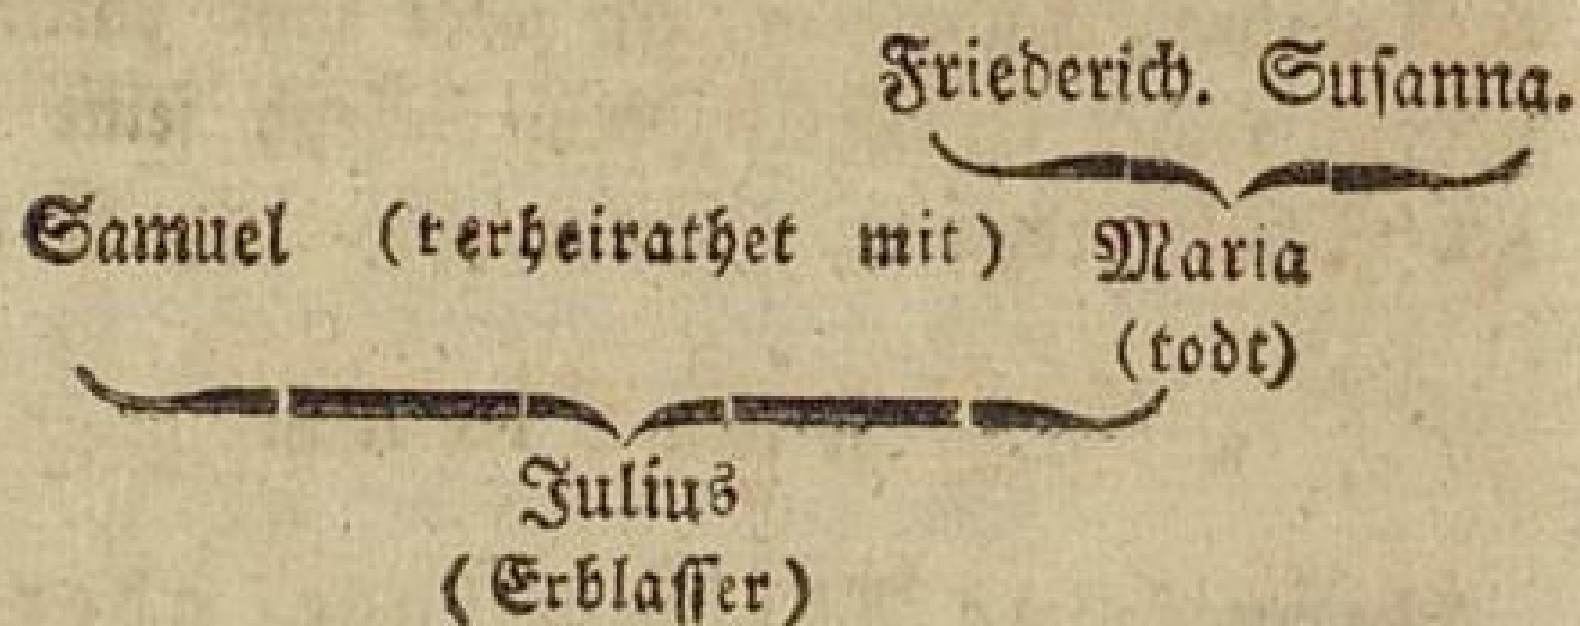 Friederich. Suſanna.
Samuel (verheirathet mit) Maria
(todt)
Julius
(Erblaſſer)